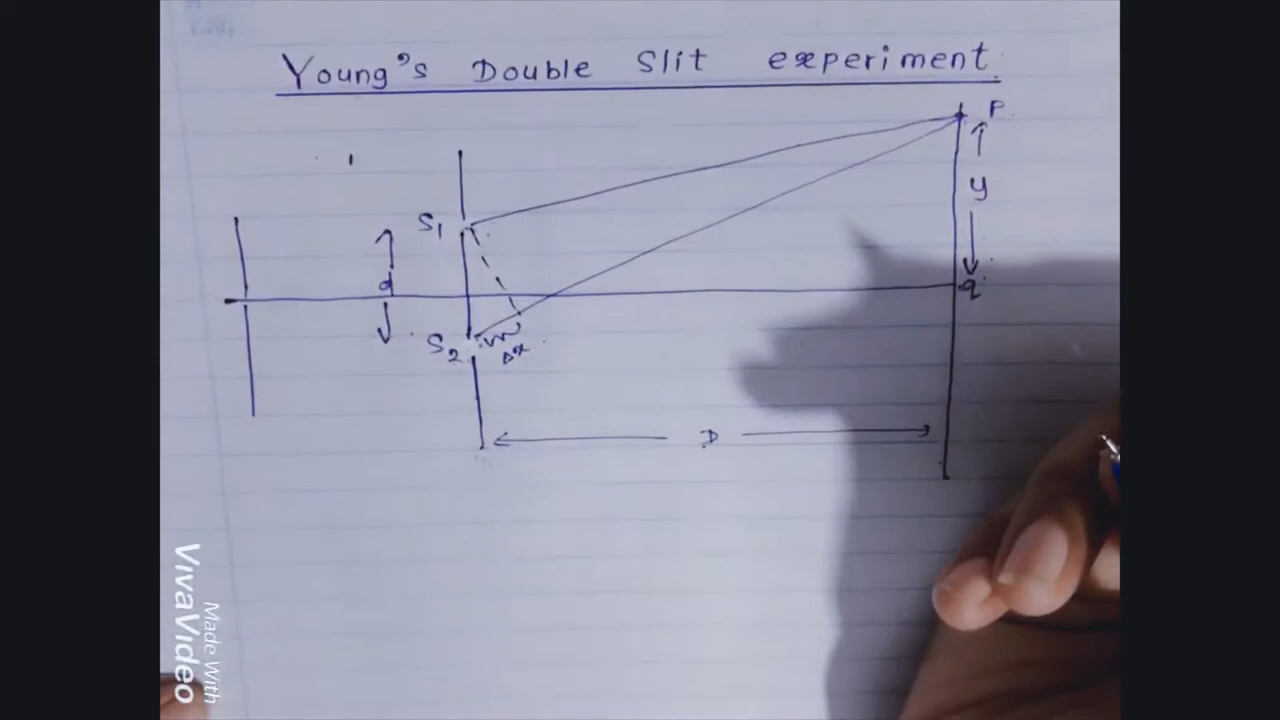 Young's Double Slit experiment
P
y
S1
d
q
S2
Δx
D
Made With
VivaVideo